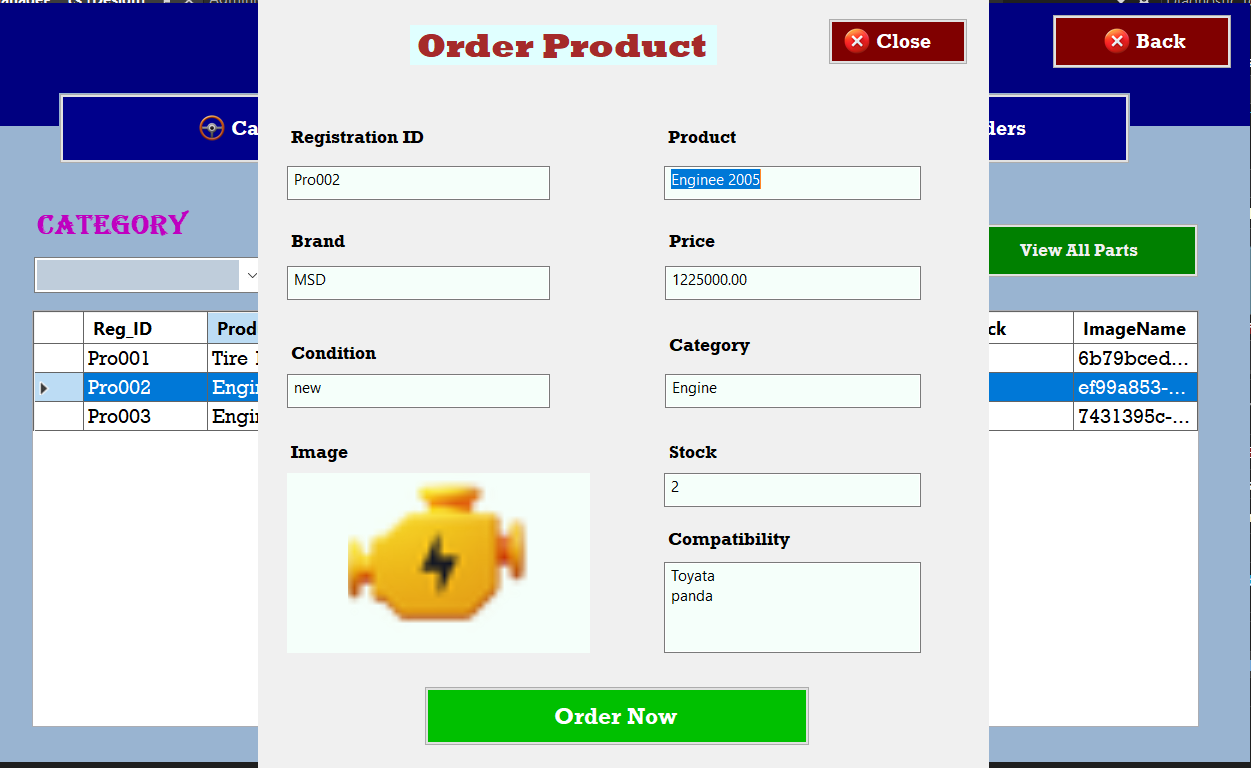 Order Product
Close
Back
Ca
ders
Registration ID
Product
Pro002
Enginee 2005
CATEGORY
Brand
Price
View All Parts
MSD
1225000.00
Reg_ID
Prod
ck
ImageName
Condition
Category
Pro001
Tire
6b79bced...
new
Engine
Pro002
Engi
ef99a853-...
Pro003
Engin
7431395c-...
Image
Stock
2
Compatibility
Toyata
panda
Order Now